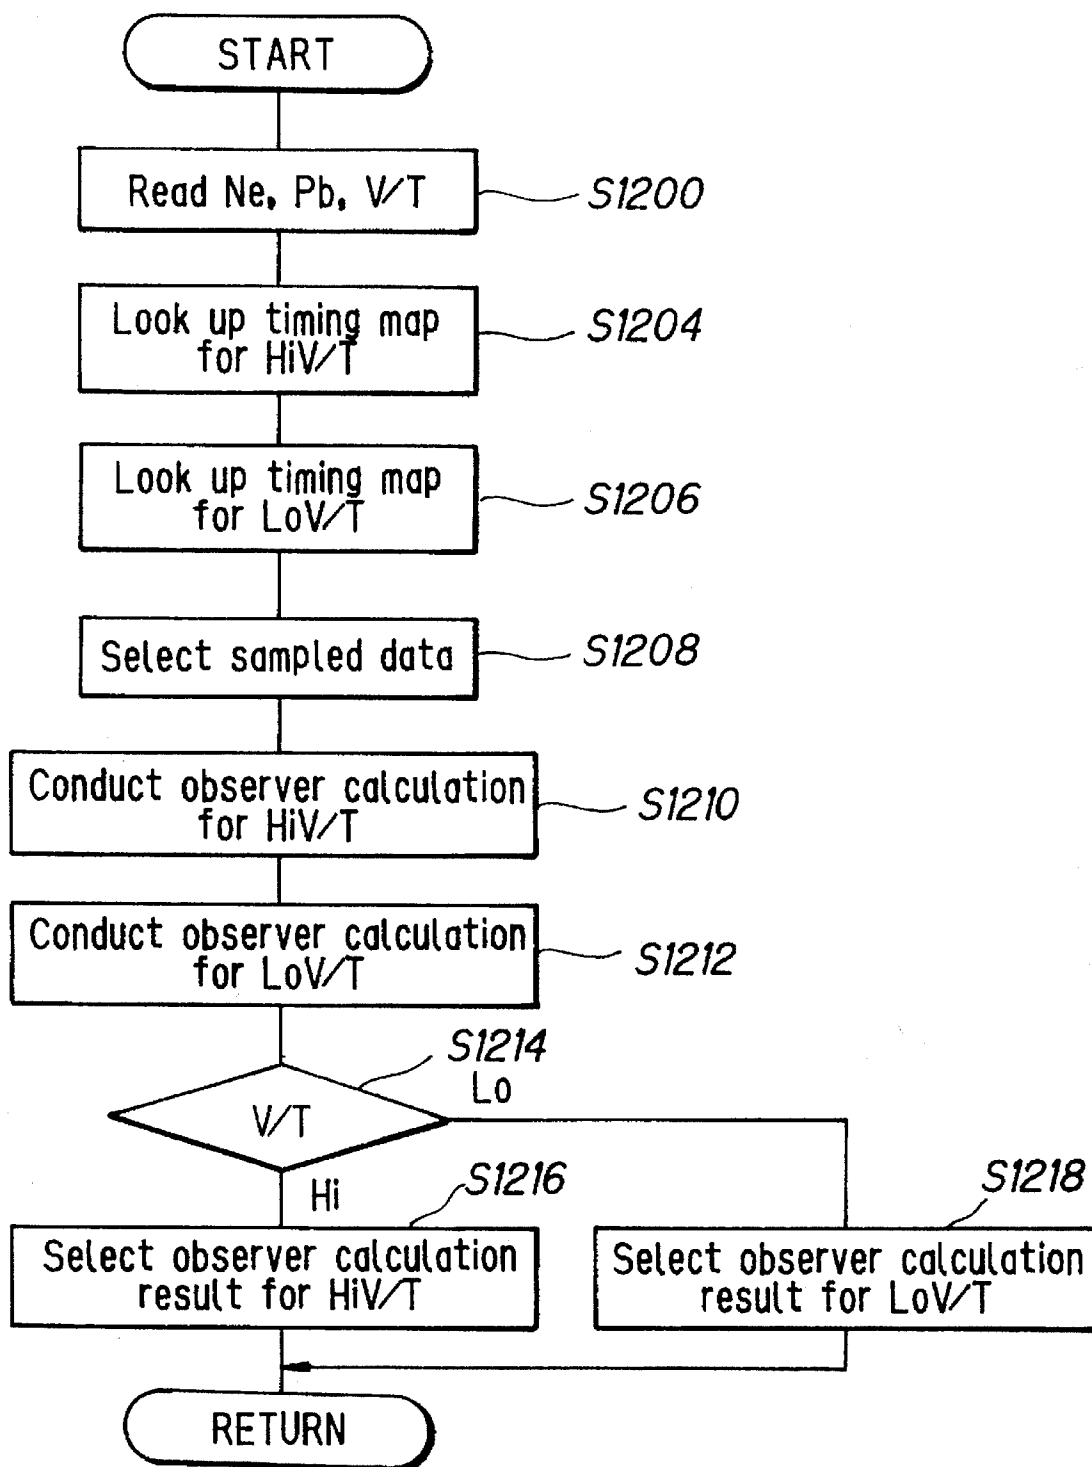 START
Read Ne, Pb, V/T
S1200
Look up timing map
for HiV/T
S1204
Look up timing map
for LoV/T
S1206
Select sampled data
S1208
Conduct observer calculation
for HiV/T
S1210
Conduct observer calculation
for LoV/T
S1212
S1214
V/T
Lo
Hi
S1216
Select observer calculation
result for HiV/T
S1218
Select observer calculation
result for LoV/T
RETURN